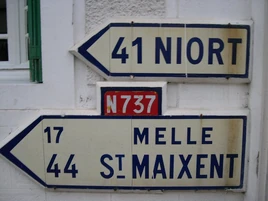 41 NIORT
N737
17 MELLE
44 ST MAIXENT